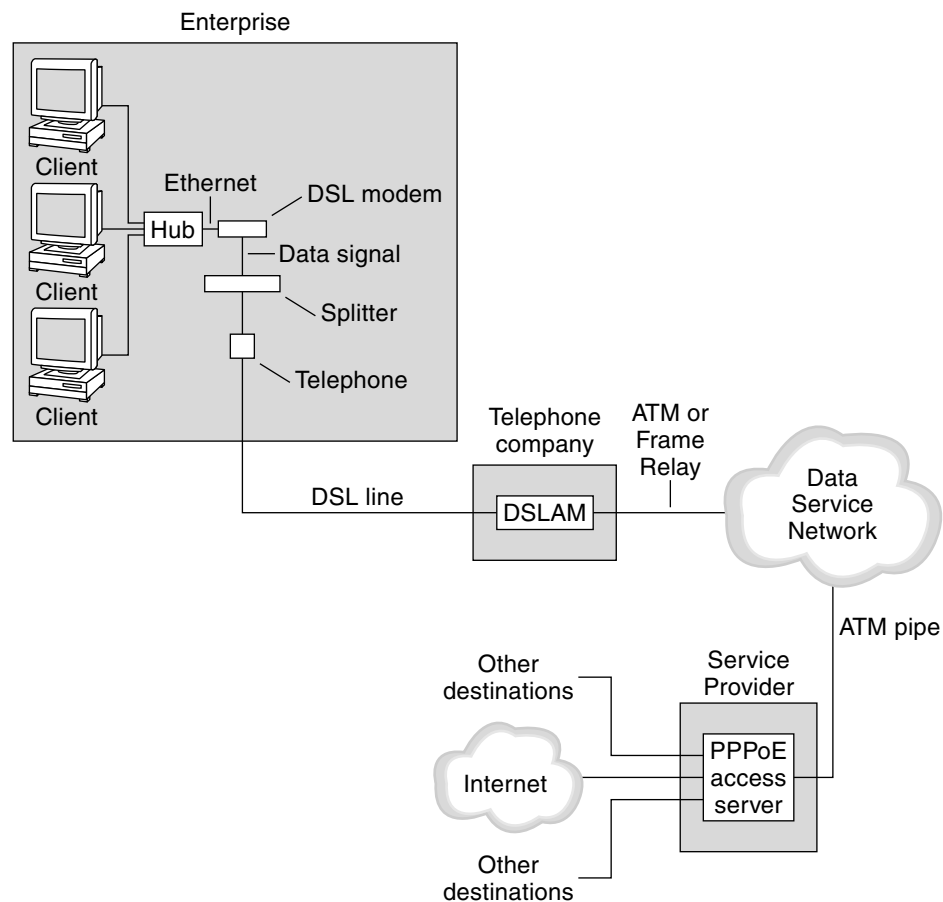 Enterprise
Client
Ethernet
DSL modem
Hub
Data signal
Client
Splitter
Telephone
Client
Telephone
company
ATM or
Frame
Relay
Data
Service
Network
DSL line
DSLAM
ATM pipe
Other
destinations
Service
Provider
PPPoE
access
server
Internet
Other
destinations